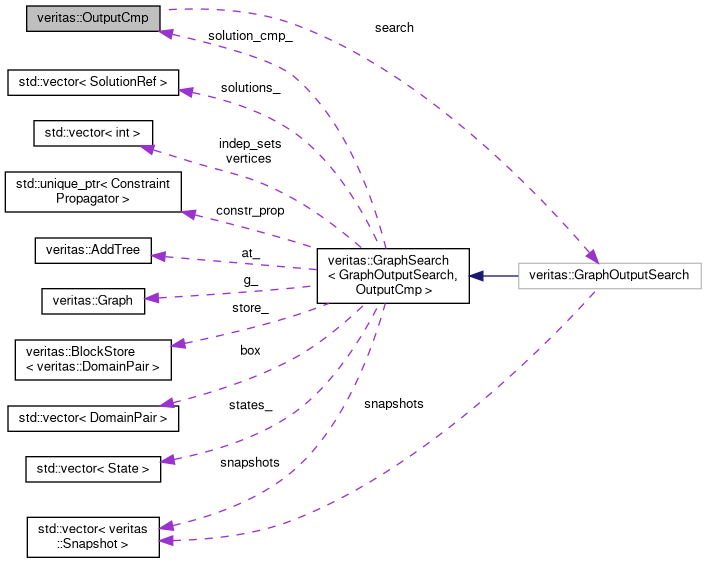 veritas::OutputCmp
search
solution_cmp_
std::vector< SolutionRef >
solutions_
std::vector< int >
indep_sets
vertices
std::unique_ptr< Constraint
Propagator >
constr_prop
veritas::AddTree
at_
veritas::GraphSearch
< GraphOutputSearch,
OutputCmp >
veritas::GraphOutputSearch
g_
veritas::Graph
store_
veritas::BlockStore
< veritas::DomainPair >
box
std::vector< DomainPair >
states_
snapshots
std::vector< State >
snapshots
std::vector< veritas
::Snapshot >